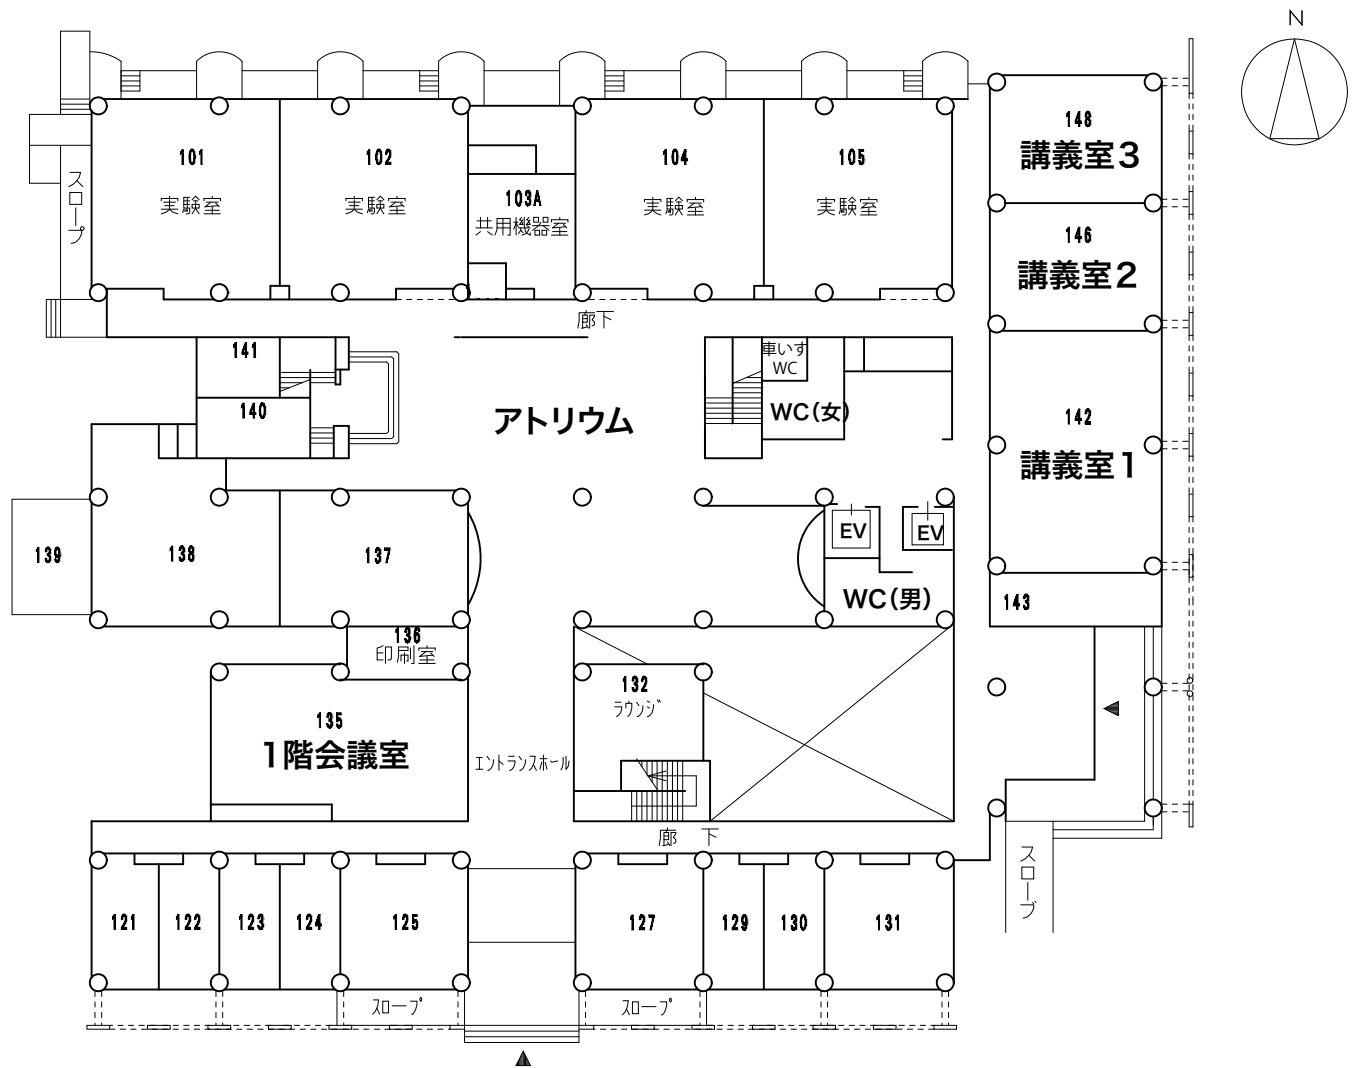 N
148
講義室3
101
102
104
105
スロープ
103A
実験室
実験室
共用機器室
実験室
実験室
146
講義室2
廊下
141
車いす
WC
140
アトリウム
WC(女)
142
講義室1
EV
EV
139
138
137
WC(男)
143
136
印刷室
132
ラウンジ
135
1階会議室
エントランスホール
廊 下
スロープ
121
122
123
124
125
127
129
130
131
スロープ
スロープ